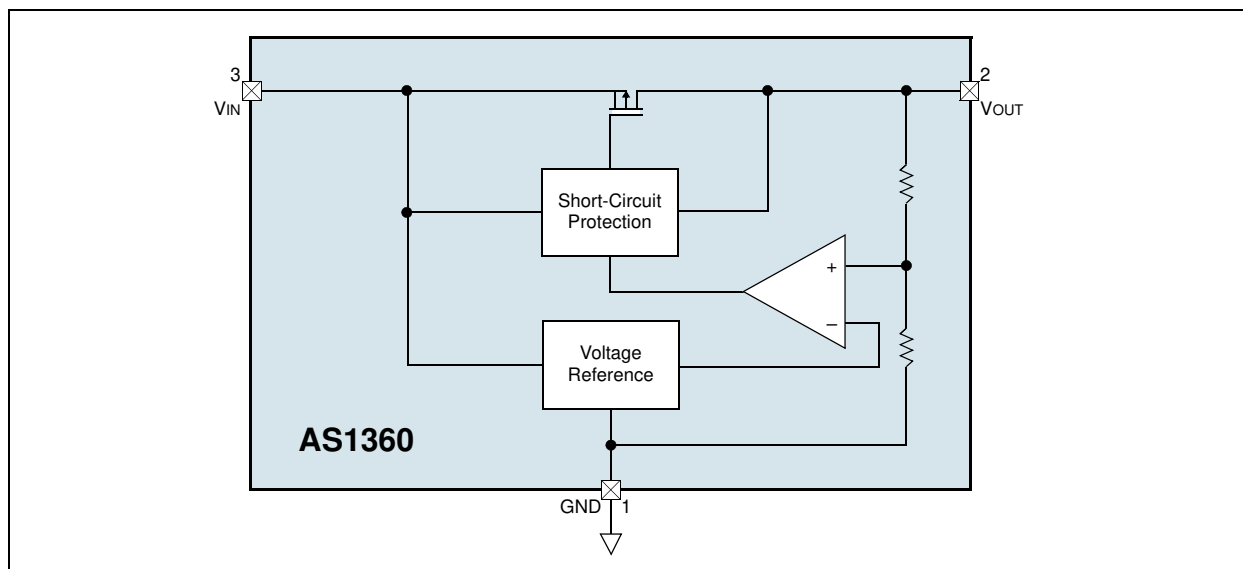 3
VIN
2
VOUT
Short-Circuit
Protection
+
–
Voltage
Reference
AS1360
GND 1